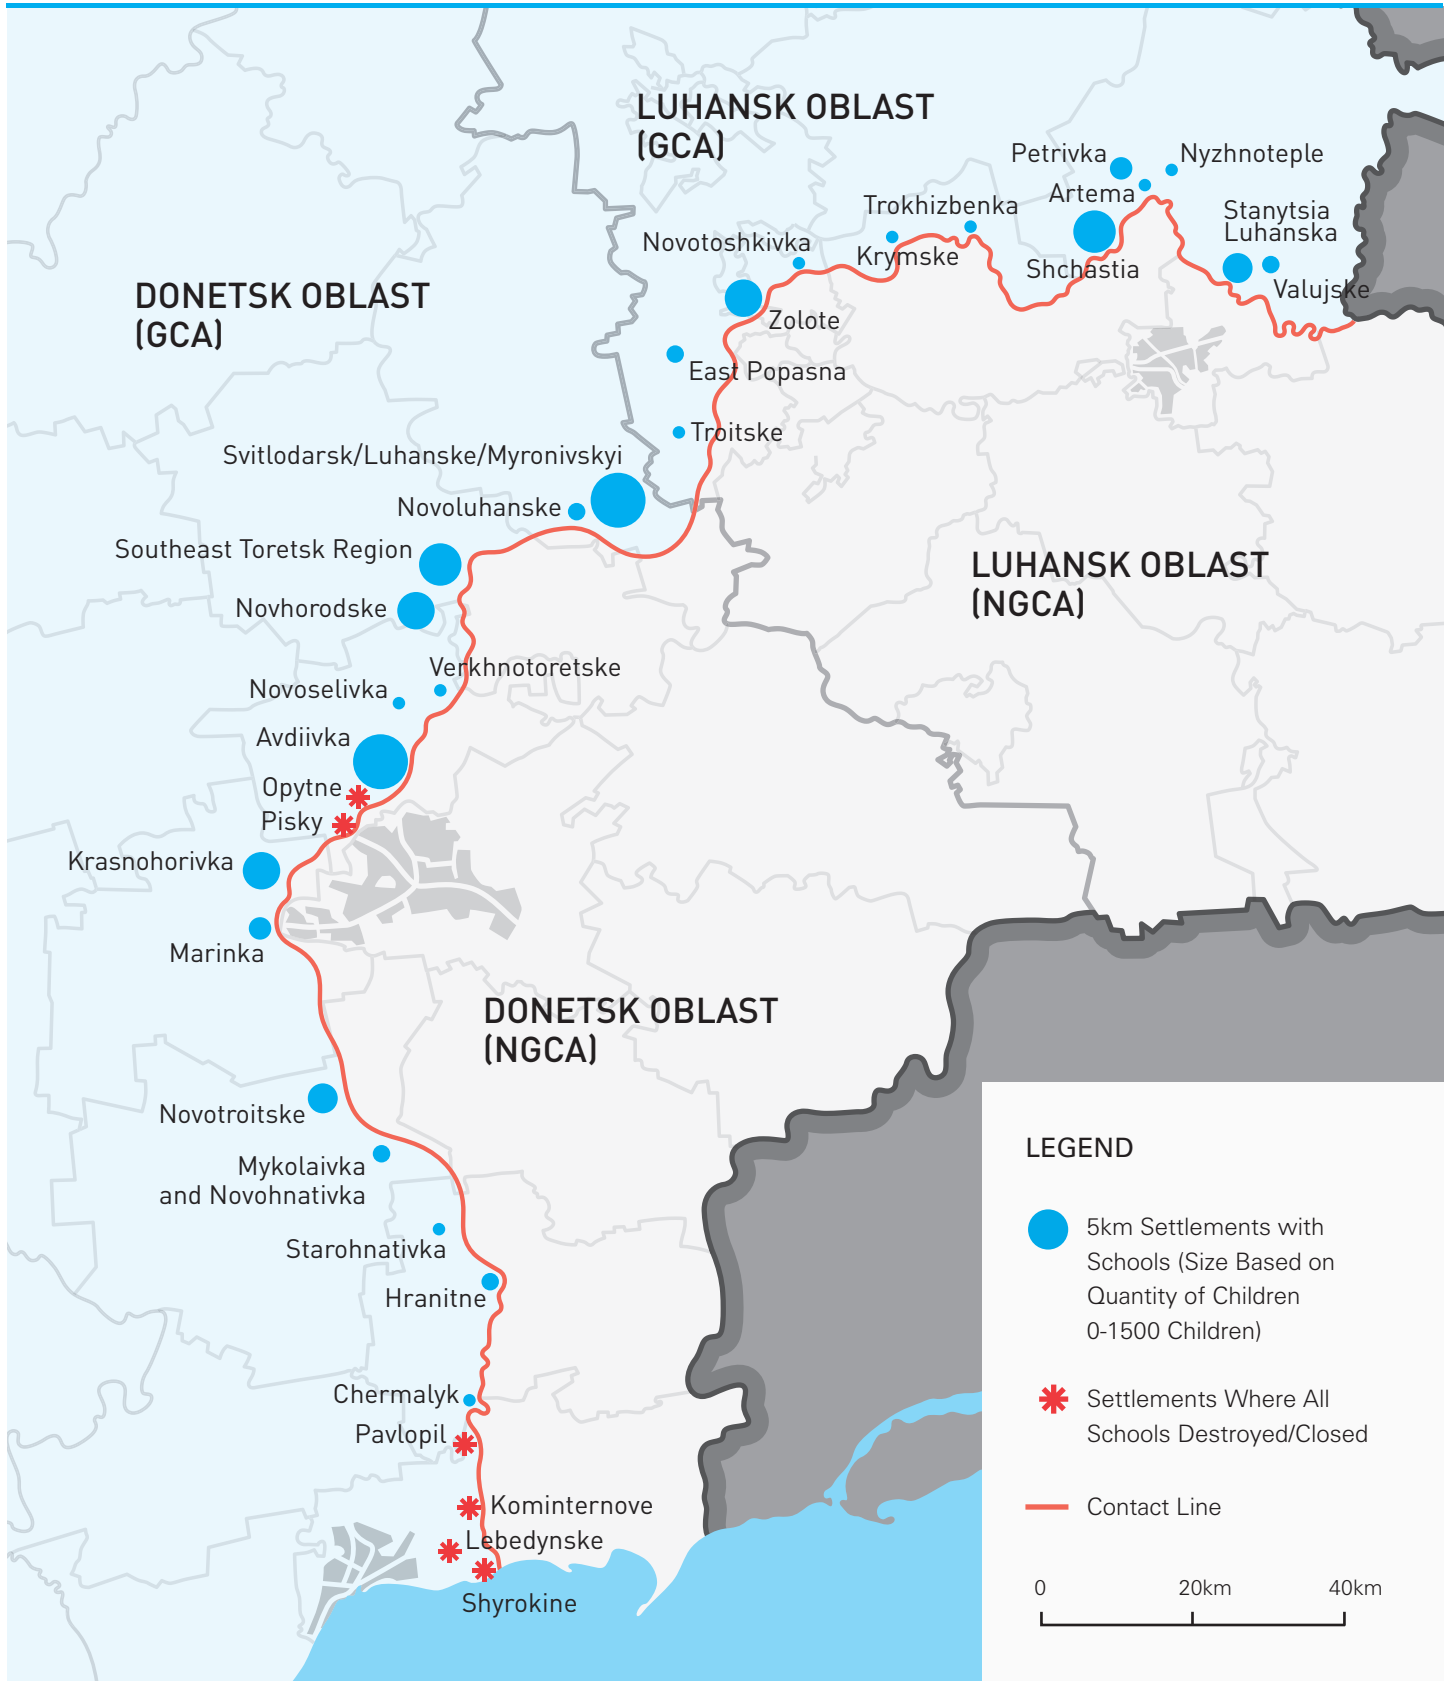 LUHANSK OBLAST
(GCA)
Petrivka
Nyzhnoteple
Artema
Trokhizbenka
Stanytsia
Luhanska
Novotoshkivka
Krymske
Shchastia
Valujske
DONETSK OBLAST
(GCA)
Zolote
East Popasna
Troitske
Svitlodarsk/Luhanske/Myronivskyi
Novoluhanske
Southeast Toretsk Region
LUHANSK OBLAST
(NGCA)
Novhorodske
Verkhnotoretske
Novoselivka
Avdiivka
Opytne
Pisky
Krasnohorivka
Marinka
DONETSK OBLAST
(NGCA)
Novotroitske
Mykolaivka
and Novohnativka
Starohnativka
Hranitne
Chermalyk
Pavlopil
Kominternove
Lebedynske
Shyrokine
LEGEND
5km Settlements with
Schools (Size Based on
Quantity of Children
0-1500 Children)
Settlements Where All
Schools Destroyed/Closed
Contact Line
0 20km 40km